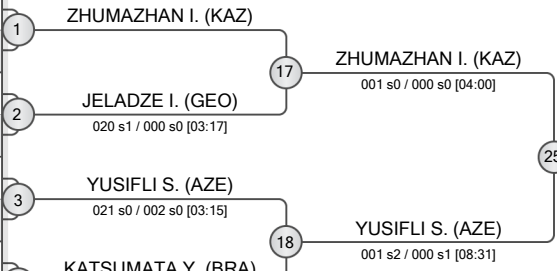 ZHUMAZHAN I. (KAZ)
1
17
ZHUMAZHAN I. (KAZ)
001 s0 / 000 s0 [04:00]
JELADZE I. (GEO)
2
020 s1 / 000 s0 [03:17]
25
YUSIFLI S. (AZE)
3
021 s0 / 002 s0 [03:15]
18
YUSIFLI S. (AZE)
001 s2 / 000 s1 [08:31]
KATSUMATA Y. (BRA)